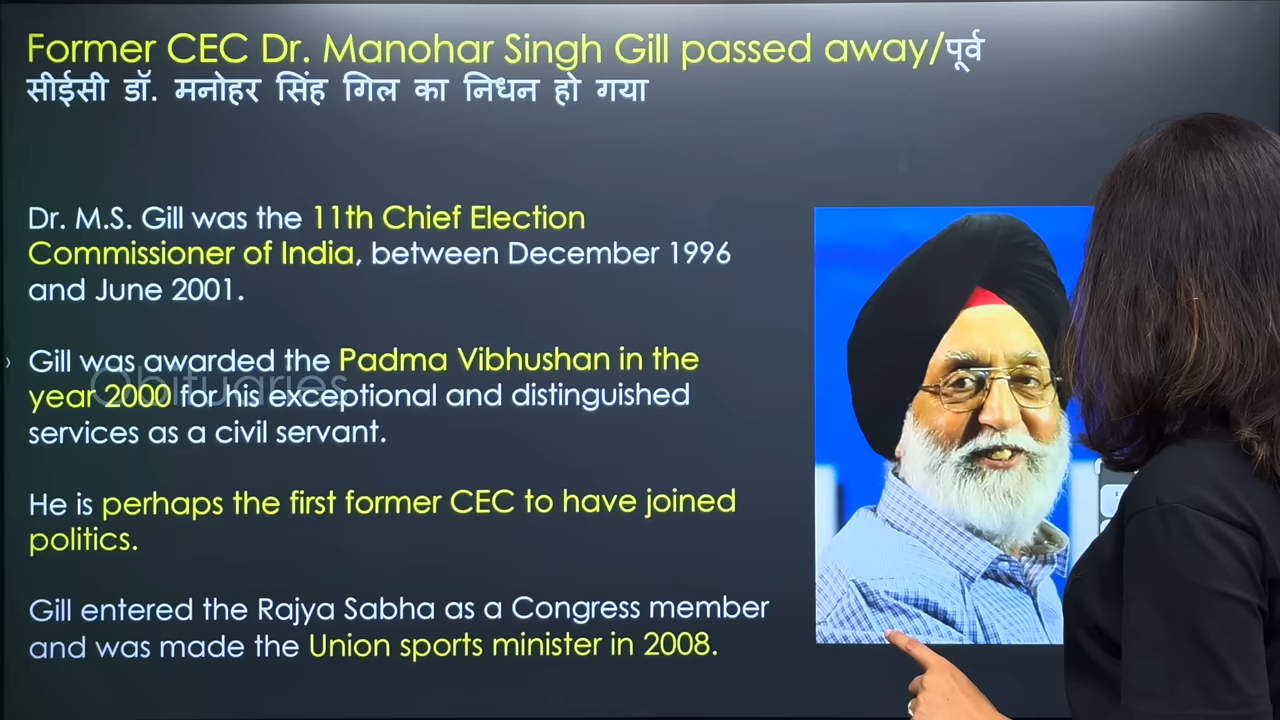 Former CEC Dr. Manohar Singh Gill passed away/पूर्व
सीईसी डॉ. मनोहर सिंह गिल का निधन हो गया
Dr. M.S. Gill was the 11th Chief Election
Commissioner of India, between December 1996
and June 2001.
Gill was awarded the Padma Vibhushan in the
year 2000 for his exceptional and distinguished
services as a civil servant.
Obituaries
He is perhaps the first former CEC to have joined
politics.
Gill entered the Rajya Sabha as a Congress member
and was made the Union sports minister in 2008.